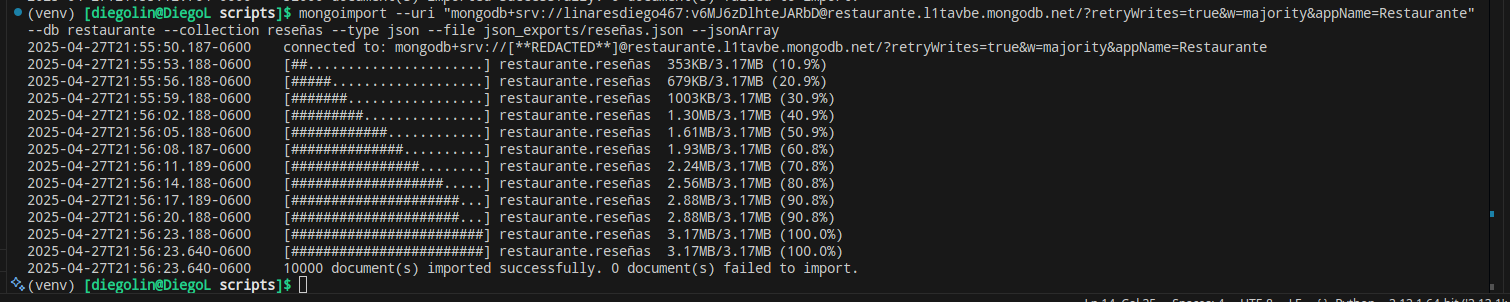 (venv) [diegolin@DiegoL scripts]$ mongoimport --uri "mongodb+srv://linaresdiego467:v6MJ6zDlhteJARbD@restaurante.l1tavbe.mongodb.net/?retryWrites=true&w=majority&appName=Restaurante"
--db restaurante --collection reseñas --type json --file json_exports/reseñas.json --jsonArray
2025-04-27T21:55:50.187-0600 connected to: mongodb+srv://[**REDACTED**]@restaurante.l1tavbe.mongodb.net/?retryWrites=true&w=majority&appName=Restaurante
2025-04-27T21:55:53.188-0600 [##......................] restaurante.reseñas 353KB/3.17MB (10.9%)
2025-04-27T21:55:56.188-0600 [#####...................] restaurante.reseñas 679KB/3.17MB (20.9%)
2025-04-27T21:55:59.188-0600 [#######.................] restaurante.reseñas 1003KB/3.17MB (30.9%)
2025-04-27T21:56:02.188-0600 [#########...............] restaurante.reseñas 1.30MB/3.17MB (40.9%)
2025-04-27T21:56:05.188-0600 [############............] restaurante.reseñas 1.61MB/3.17MB (50.9%)
2025-04-27T21:56:08.187-0600 [##############..........] restaurante.reseñas 1.93MB/3.17MB (60.8%)
2025-04-27T21:56:11.189-0600 [################........] restaurante.reseñas 2.24MB/3.17MB (70.8%)
2025-04-27T21:56:14.188-0600 [###################.....] restaurante.reseñas 2.56MB/3.17MB (80.8%)
2025-04-27T21:56:17.189-0600 [#####################...] restaurante.reseñas 2.88MB/3.17MB (90.8%)
2025-04-27T21:56:20.188-0600 [#####################...] restaurante.reseñas 2.88MB/3.17MB (90.8%)
2025-04-27T21:56:23.188-0600 [########################] restaurante.reseñas 3.17MB/3.17MB (100.0%)
2025-04-27T21:56:23.640-0600 [########################] restaurante.reseñas 3.17MB/3.17MB (100.0%)
2025-04-27T21:56:23.640-0600 10000 document(s) imported successfully. 0 document(s) failed to import.
(venv) [diegolin@DiegoL scripts]$